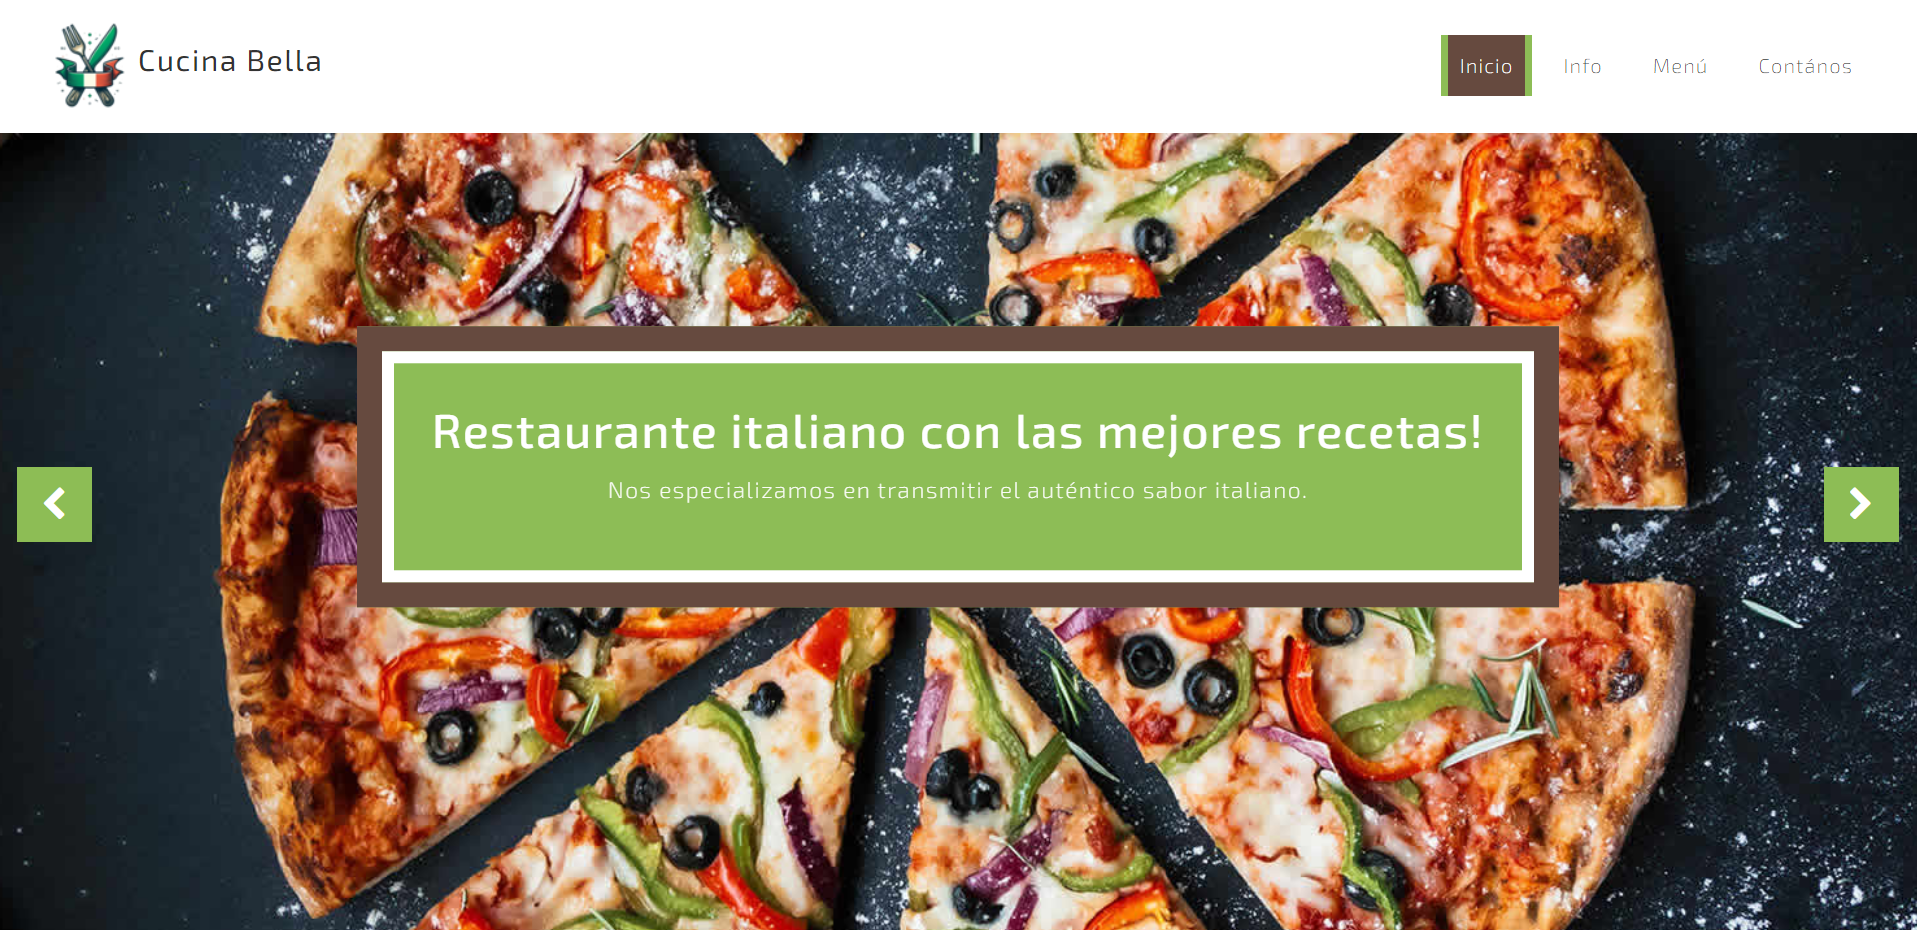 Cucina Bella
Inicio
Info
Menú
Contános
Restaurante italiano con las mejores recetas!
Nos especializamos en transmitir el auténtico sabor italiano.